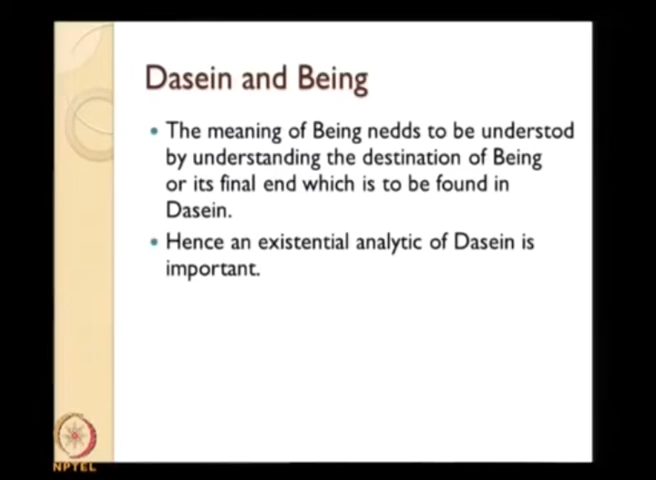 Dasein and Being
• The meaning of Being nedds to be understod
by understanding the destination of Being
or its final end which is to be found in
Dasein.
• Hence an existential analytic of Dasein is
important.
NPTEL